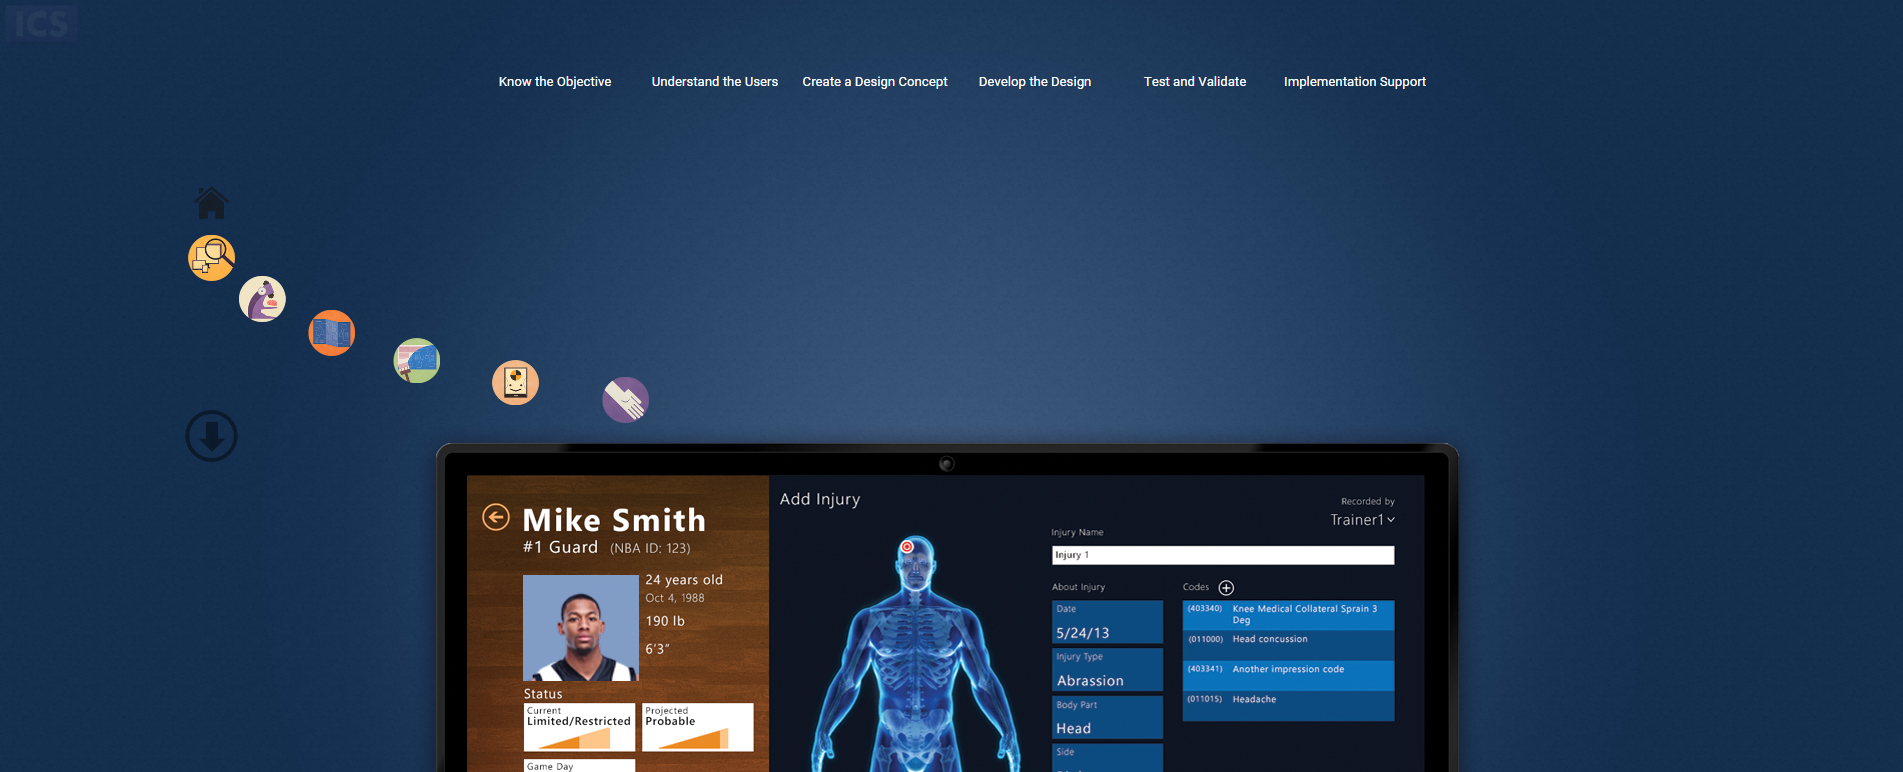 ICS
Know the Objective
Understand the Users
Create a Design Concept
Develop the Design
Test and Validate
Implementation Support
Mike Smith
#1 Guard (NBA ID: 123)
24 years old
Oct 4, 1988
190 lb
6'3"
Status
Current
Limited/Restricted
Projected
Probable
Game Day
Add Injury
Recorded by
Trainer1
Injury Name
Injury 1
About Injury
Date
5/24/13
Injury Type
Abrassion
Body Part
Head
Side
Codes
(403340) Knee Medical Collateral Sprain 3
Deg
(011000) Head concussion
(403341) Another impression code
(011015) Headache